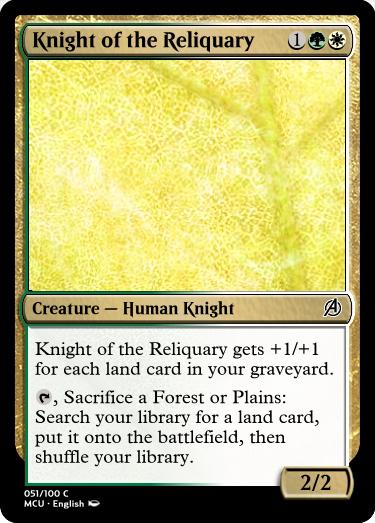 Knight of the Reliquary 1
Creature — Human Knight
Knight of the Reliquary gets +1/+1
for each land card in your graveyard.
, Sacrifice a Forest or Plains:
Search your library for a land card,
put it onto the battlefield, then
shuffle your library.
2/2
051/100 C
MCU • English